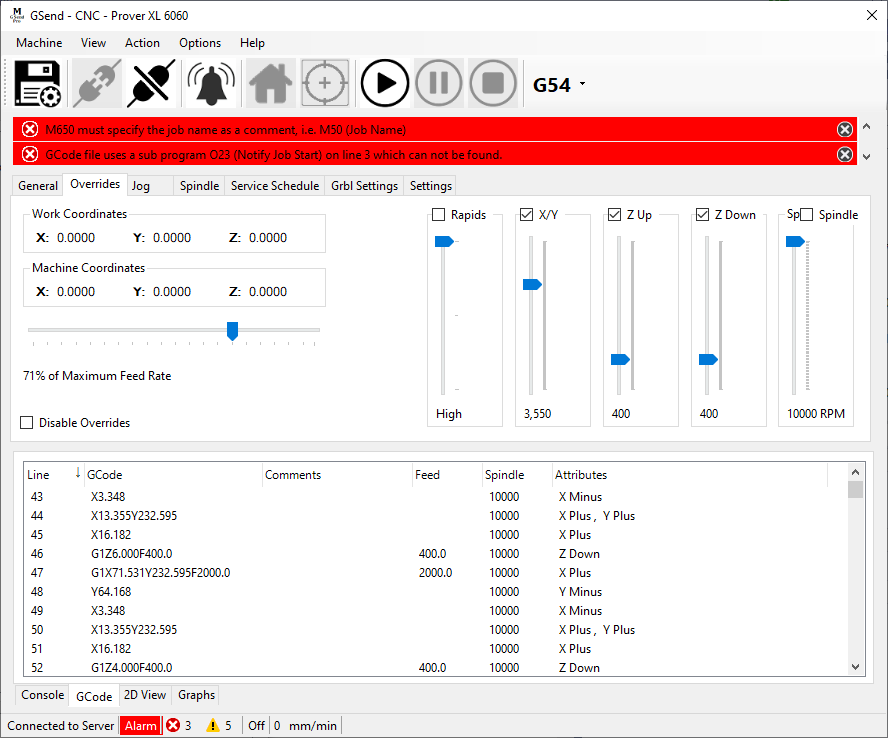 M GSend Pro
GSend - CNC - Prover XL 6060
Machine View Action Options Help
G54
M650 must specify the job name as a comment, i.e. M50 (Job Name)
GCode file uses a sub program O23 (Notify Job Start) on line 3 which can not be found.
General Overrides Jog Spindle Service Schedule Grbl Settings Settings
Work Coordinates
X: 0.0000 Y: 0.0000 Z: 0.0000
Machine Coordinates
X: 0.0000 Y: 0.0000 Z: 0.0000
71% of Maximum Feed Rate
Disable Overrides
Rapids X/Y Z Up Z Down Sp Spindle
High 3,550 400 400 10000 RPM
Line GCode Comments Feed Spindle Attributes
43 X3.348 10000 X Minus
44 X13.355Y232.595 10000 X Plus , Y Plus
45 X16.182 10000 X Plus
46 G1Z6.000F400.0 400.0 10000 Z Down
47 G1X71.531Y232.595F2000.0 2000.0 10000 X Plus
48 Y64.168 10000 Y Minus
49 X3.348 10000 X Minus
50 X13.355Y232.595 10000 X Plus , Y Plus
51 X16.182 10000 X Plus
52 G1Z4.000F400.0 400.0 10000 Z Down
Console GCode 2D View Graphs
Connected to Server Alarm 3 5 Off 0 mm/min